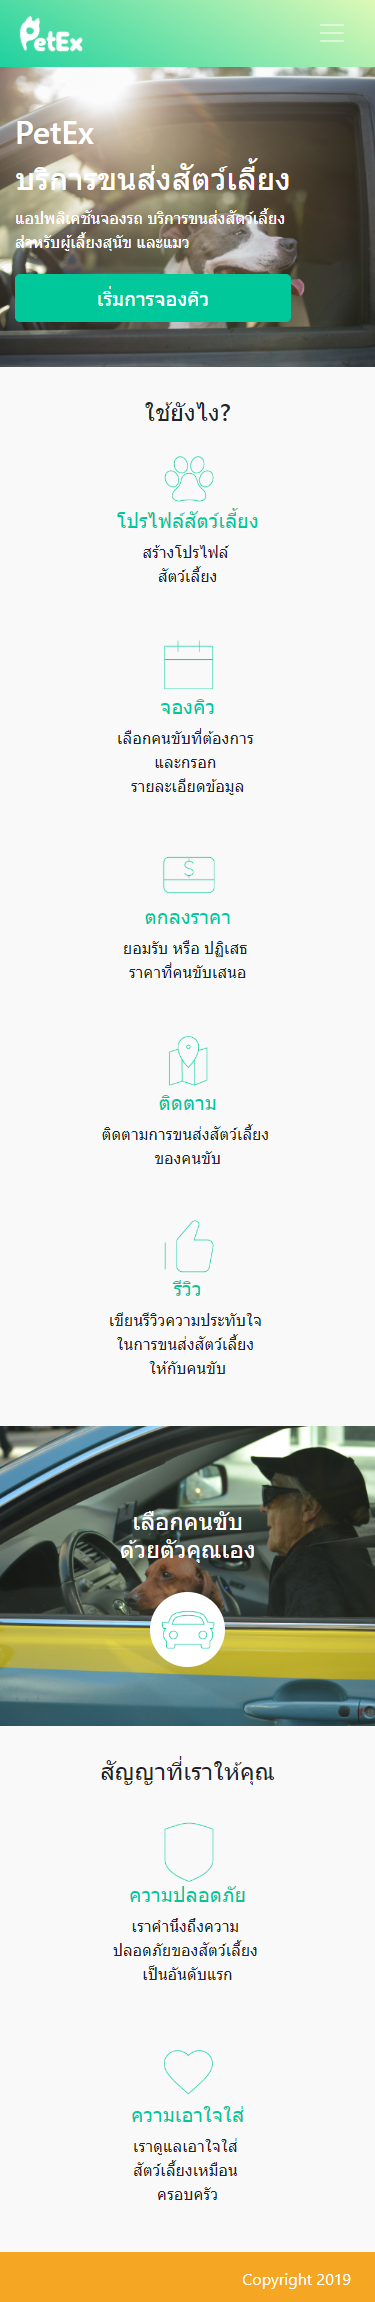 PetEx
PetEx
บริการขนส่งสัตว์เลี้ยง
แอปพลิเคชันจองรถ บริการขนส่งสัตว์เลี้ยง
สำหรับผู้เลี้ยงสุนัข และแมว
เริ่มการจองคิว
ใช้ยังไง?
โปรไฟล์สัตว์เลี้ยง
สร้างโปรไฟล์
สัตว์เลี้ยง
จองคิว
เลือกคนขับที่ต้องการ
และกรอก
รายละเอียดข้อมูล
$
ตกลงราคา
ยอมรับ หรือ ปฏิเสธ
ราคาที่คนขับเสนอ
ติดตาม
ติดตามการขนส่งสัตว์เลี้ยง
ของคนขับ
รีวิว
เขียนรีวิวความประทับใจ
ในการขนส่งสัตว์เลี้ยง
ให้กับคนขับ
เลือกคนขับ
ด้วยตัวคุณเอง
สัญญาที่เราให้คุณ
ความปลอดภัย
เราคำนึงถึงความ
ปลอดภัยของสัตว์เลี้ยง
เป็นอันดับแรก
ความเอาใจใส่
เราดูแลเอาใจใส่
สัตว์เลี้ยงเหมือน
ครอบครัว
Copyright 2019